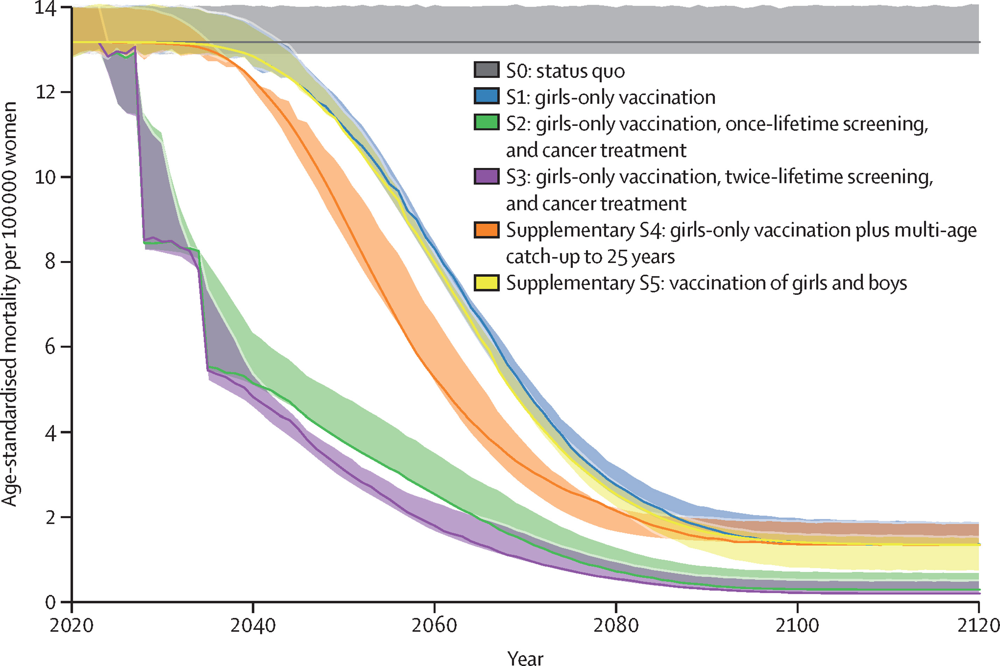 Age-standardised mortality per 100 000 women
14
12
10
8
6
4
2
0
S0: status quo
S1: girls-only vaccination
S2: girls-only vaccination, once-lifetime screening,
and cancer treatment
S3: girls-only vaccination, twice-lifetime screening,
and cancer treatment
Supplementary S4: girls-only vaccination plus multi-age
catch-up to 25 years
Supplementary S5: vaccination of girls and boys
2020
2040
2060
2080
2100
2120
Year